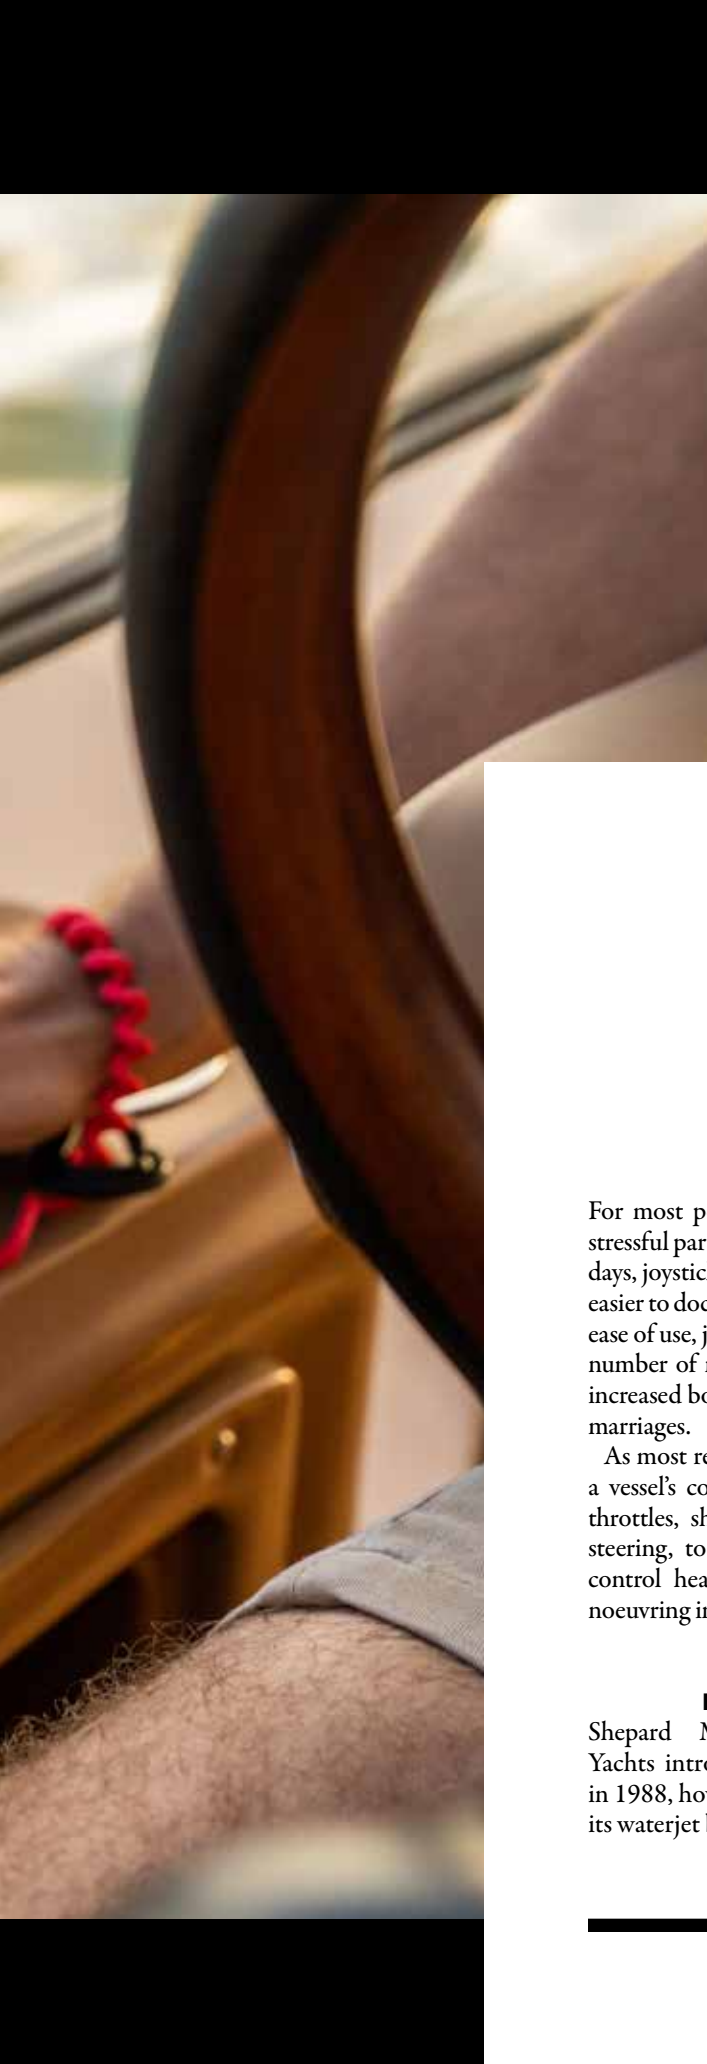 For most p
stressful par
days, joystic
easier to doc
ease of use, j
number of
increased bo
marriages.
As most re
a vessel's co
throttles, sh
steering, to
control hea
noeuvring in
Shepard M
Yachts intro
in 1988, how
its waterjet